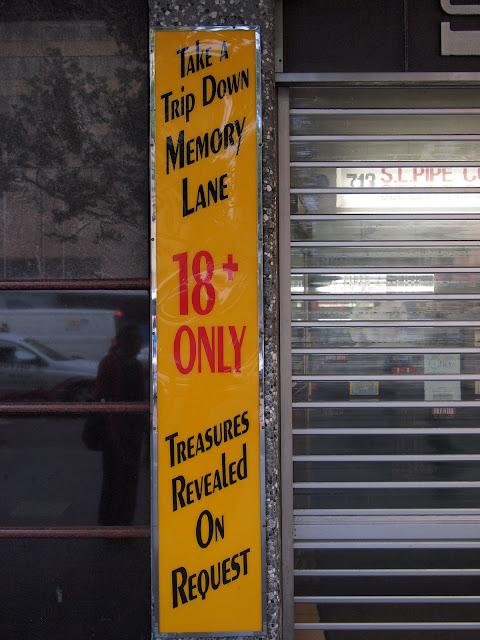 Take A
Trip Down
Memory
Lane
18+
ONLY
Treasures
Revealed
On
Request
713 S.L.PIPE